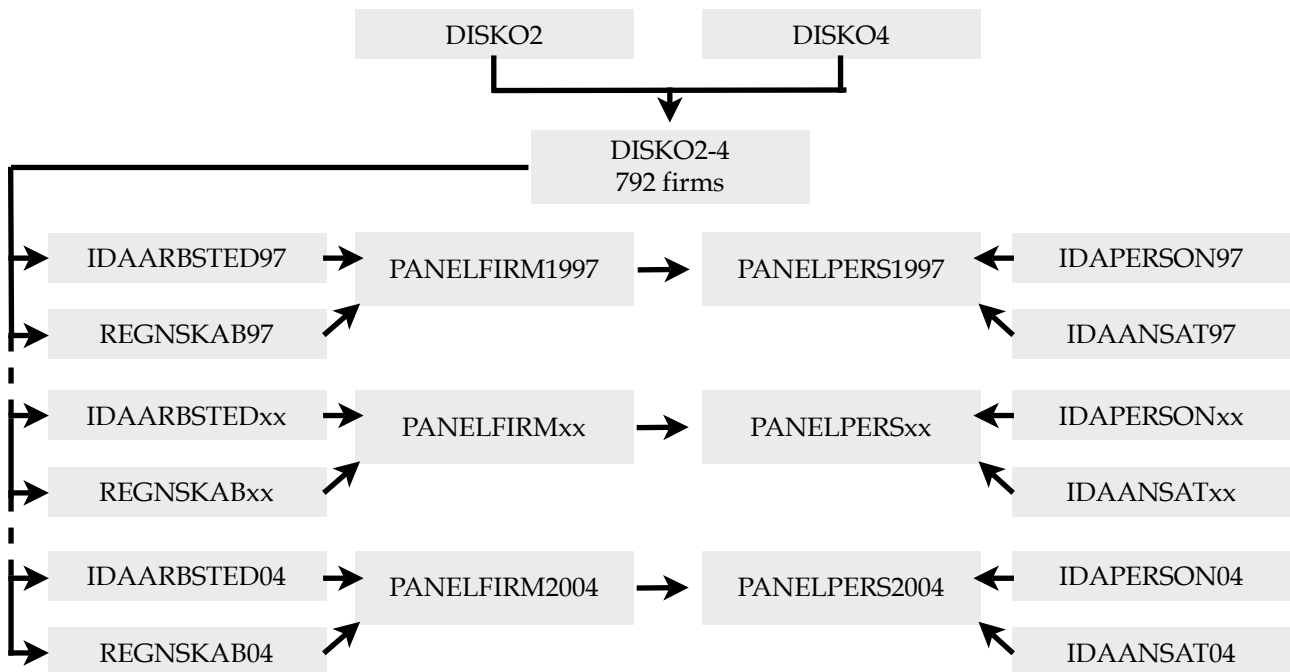 DISKO2
DISKO4
DISKO2-4
792 firms
IDAARBSTED97
PANELFIRM1997
PANELPERS1997
IDAPERSON97
REGNSKAB97
IDAANSAT97
IDAARBSTEDxx
PANELFIRMxx
PANELPERSxx
IDAPERSONxx
REGNSKABxx
IDAANSATxx
IDAARBSTED04
PANELFIRM2004
PANELPERS2004
IDAPERSON04
REGNSKAB04
IDAANSAT04